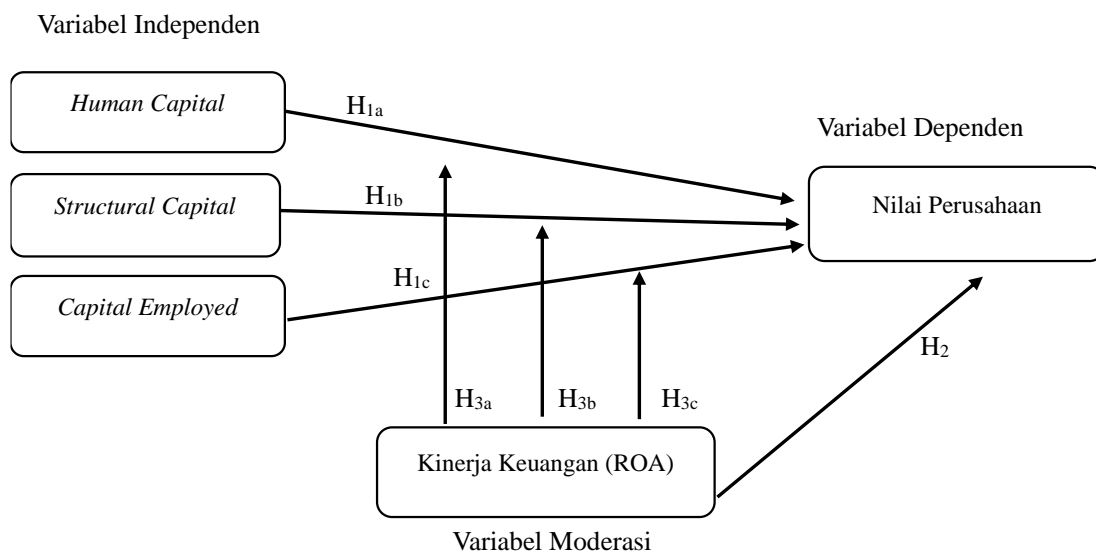 Variabel Independen
Human Capital
H1a
Variabel Dependen
Structural Capital
H1b
Nilai Perusahaan
H1c
Capital Employed
H2
H3a
H3b
H3c
Kinerja Keuangan (ROA)
Variabel Moderasi